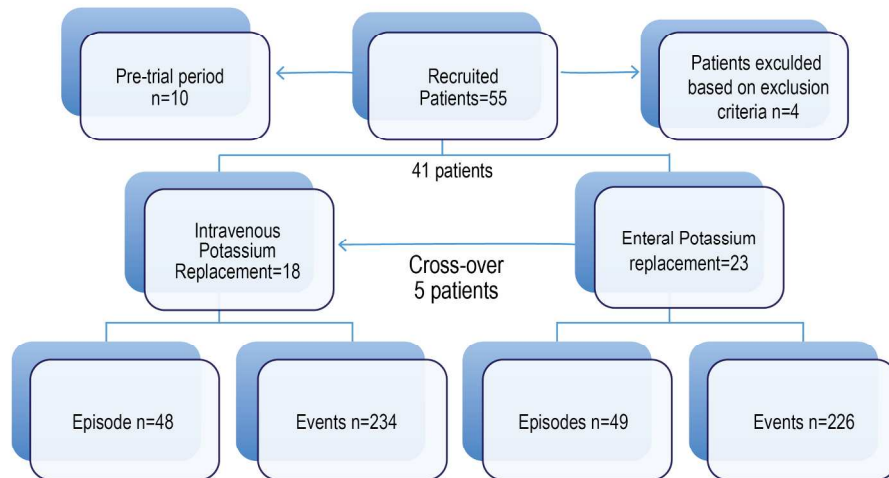 Pre-trial period
n=10
Recruited
Patients=55
Patients exculded
based on exclusion
criteria n=4
41 patients
Intravenous
Potassium
Replacement=18
Cross-over
5 patients
Enteral Potassium
replacement=23
Episode n=48
Events n=234
Episodes n=49
Events n=226